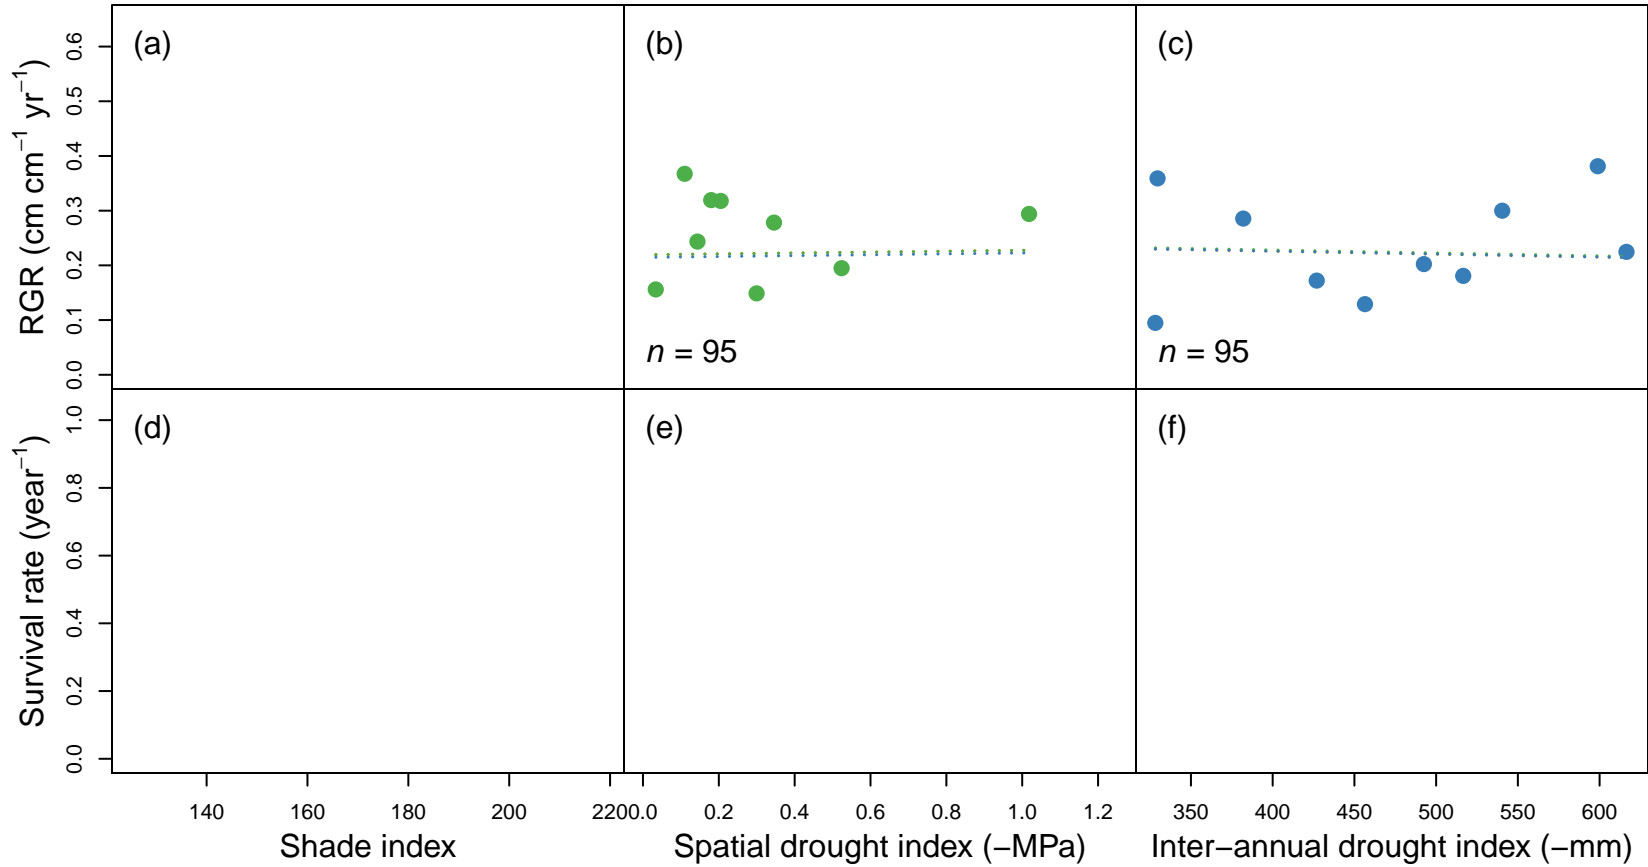 (a)
(b)
(c)
RGR (cm cm⁻¹ yr⁻¹)
0.0 0.1 0.2 0.3 0.4 0.5 0.6
n = 95
n = 95
(d)
(e)
(f)
Survival rate (year⁻¹)
0.0 0.2 0.4 0.6 0.8 1.0
140 160 180 200 220
0.0 0.2 0.4 0.6 0.8 1.0 1.2
350 400 450 500 550 600
Shade index
Spatial drought index (−MPa)
Inter−annual drought index (−mm)